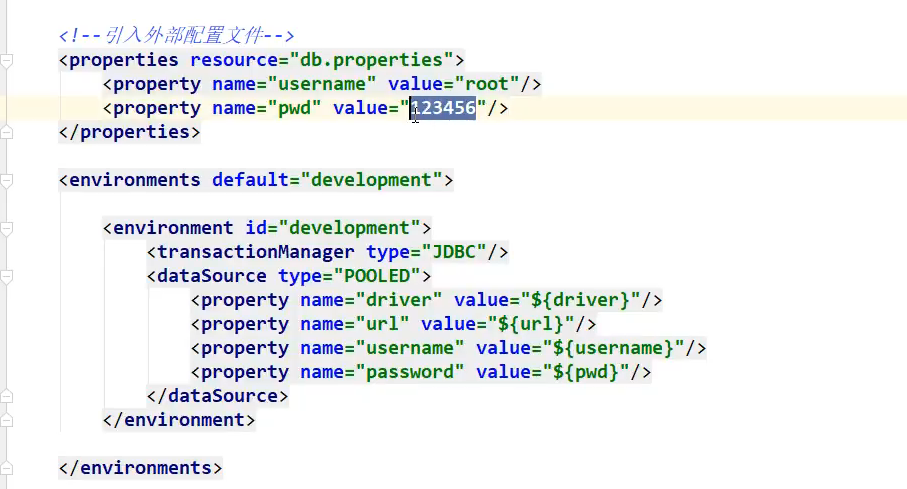 <!--引入外部配置文件-->
<properties resource="db.properties">
<property name="username" value="root"/>
<property name="pwd" value="123456"/>
</properties>
<environments default="development">
<environment id="development">
<transactionManager type="JDBC"/>
<dataSource type="POOLED">
<property name="driver" value="${driver}"/>
<property name="url" value="${url}"/>
<property name="username" value="${username}"/>
<property name="password" value="${pwd}"/>
</dataSource>
</environment>
</environments>